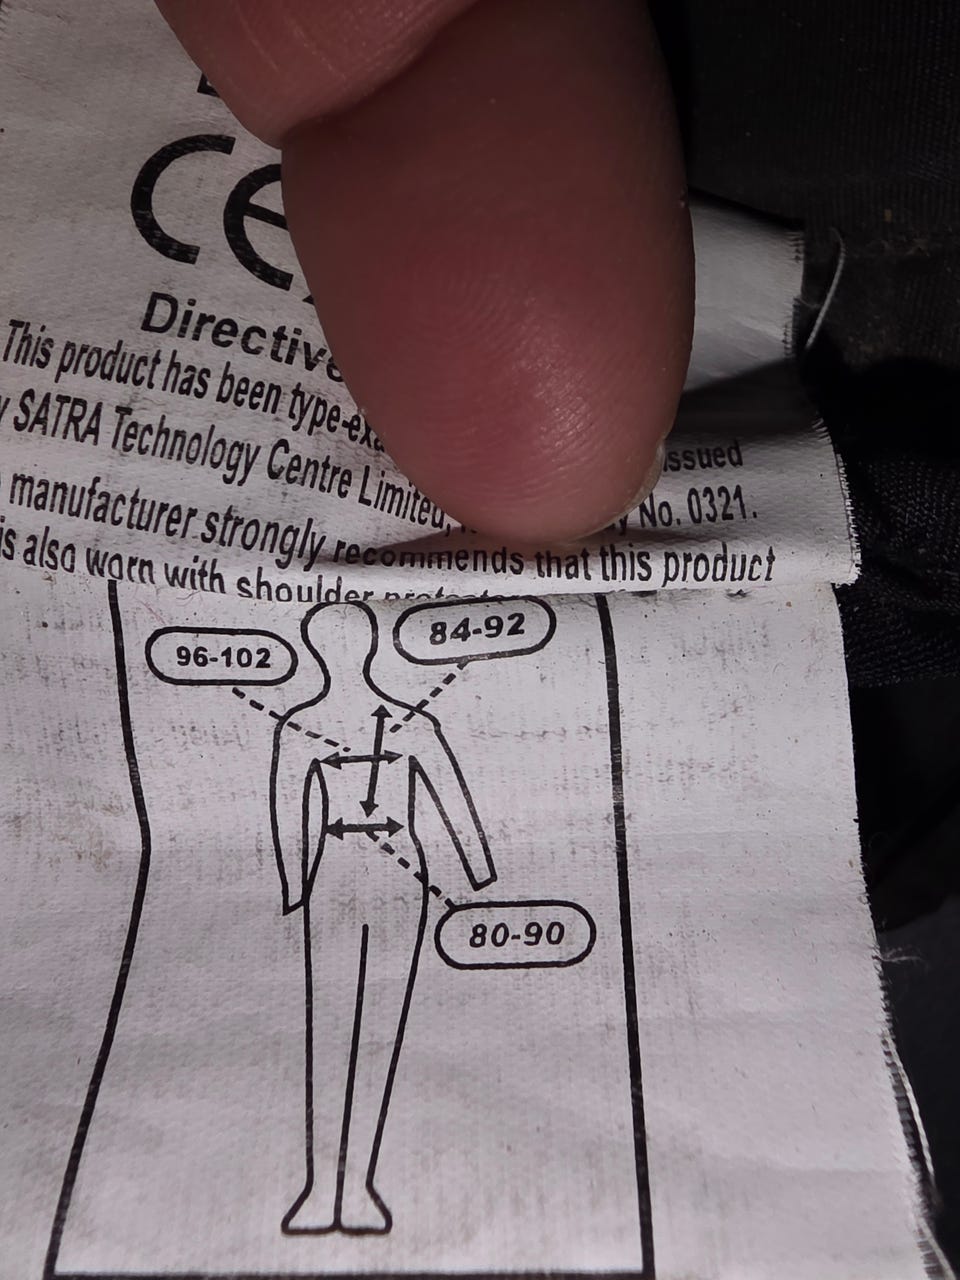 CE
Directive
This product has been
SATRA Technology Centre Limited, issued
manufacturer strongly recommends that this product No. 0321.
is also worn with shoulder
96-102
84-92
80-90